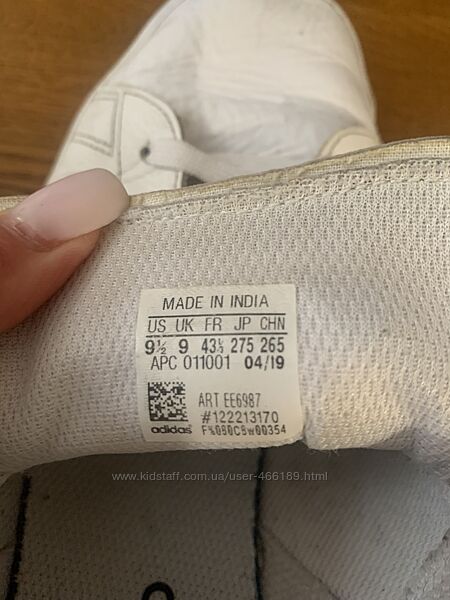 MADE IN INDIA
US UK FR JP CHN
9½ 9 43⅓ 275 265
APC 011001 04/19
ART EE6987
#122213170
adidas F%080C5w00354
www.kidstaff.com.ua/user-466189.html